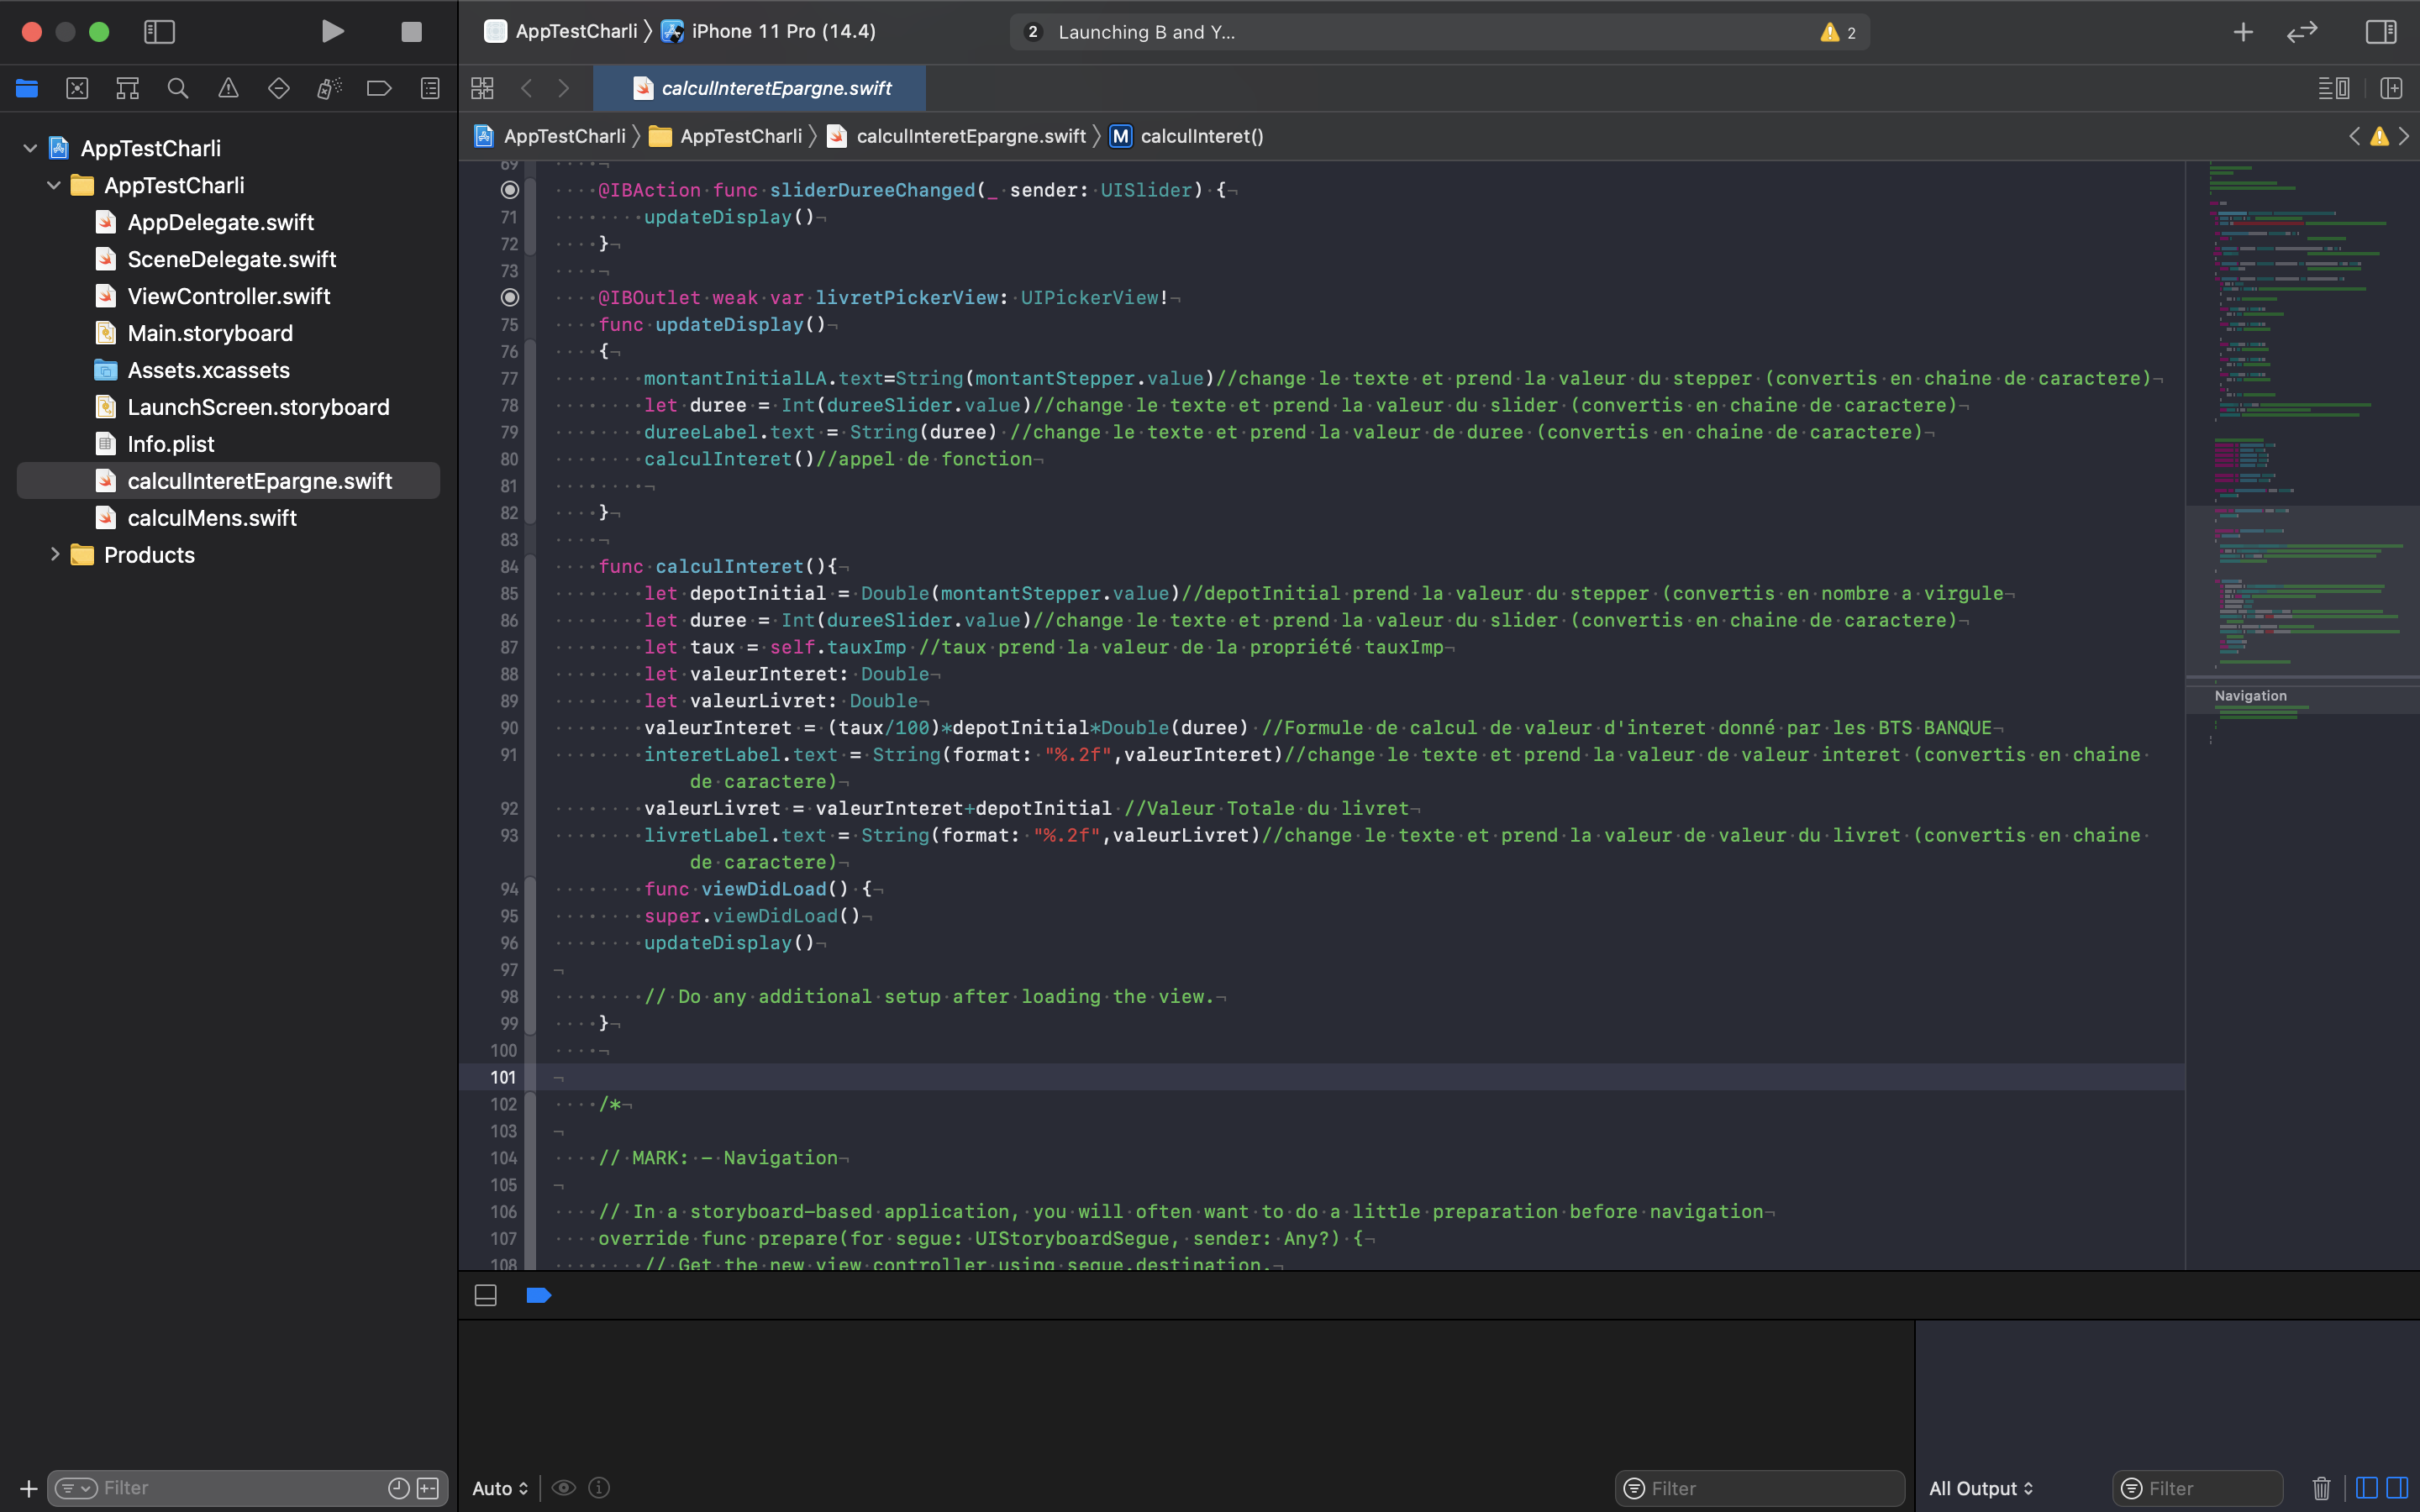 AppTestCharli 〉 iPhone 11 Pro (14.4)
2 Launching B and Y...
2
calculInteretEpargne.swift
AppTestCharli 〉 AppTestCharli 〉 calculInteretEpargne.swift 〉 M calculInteret()
AppTestCharli
AppTestCharli
AppDelegate.swift
SceneDelegate.swift
ViewController.swift
Main.storyboard
Assets.xcassets
LaunchScreen.storyboard
Info.plist
calculInteretEpargne.swift
calculMens.swift
Products
69
@IBAction func sliderDureeChanged(_ sender: UISlider) {
71 updateDisplay()
72 }
73
@IBOutlet weak var livretPickerView: UIPickerView!
75 func updateDisplay()
76 {
77 montantInitialLA.text=String(montantStepper.value)//change le texte et prend la valeur du stepper (convertis en chaine de caractere)
78 let duree = Int(dureeSlider.value)//change le texte et prend la valeur du slider (convertis en chaine de caractere)
79 dureeLabel.text = String(duree) //change le texte et prend la valeur de duree (convertis en chaine de caractere)
80 calculInteret()//appel de fonction
81
82 }
83
84 func calculInteret(){
85 let depotInitial = Double(montantStepper.value)//depotInitial prend la valeur du stepper (convertis en nombre a virgule
86 let duree = Int(dureeSlider.value)//change le texte et prend la valeur du slider (convertis en chaine de caractere)
87 let taux = self.tauxImp //taux prend la valeur de la propriété tauxImp
88 let valeurInteret: Double
89 let valeurLivret: Double
90 valeurInteret = (taux/100)*depotInitial*Double(duree) //Formule de calcul de valeur d'interet donné par les BTS BANQUE
91 interetLabel.text = String(format: "%.2f",valeurInteret)//change le texte et prend la valeur de valeur interet (convertis en chaine
de caractere)
92 valeurLivret = valeurInteret+depotInitial //Valeur Totale du livret
93 livretLabel.text = String(format: "%.2f",valeurLivret)//change le texte et prend la valeur de valeur du livret (convertis en chaine
de caractere)
94 func viewDidLoad() {
95 super.viewDidLoad()
96 updateDisplay()
97
98 // Do any additional setup after loading the view.
99 }
100
101
102 /*
103
104 // MARK: - Navigation
105
106 // In a storyboard-based application, you will often want to do a little preparation before navigation
107 override func prepare(for segue: UIStoryboardSegue, sender: Any?) {
108 // Get the new view controller using segue.destination.
Navigation
Filter
Auto
Filter
All Output
Filter